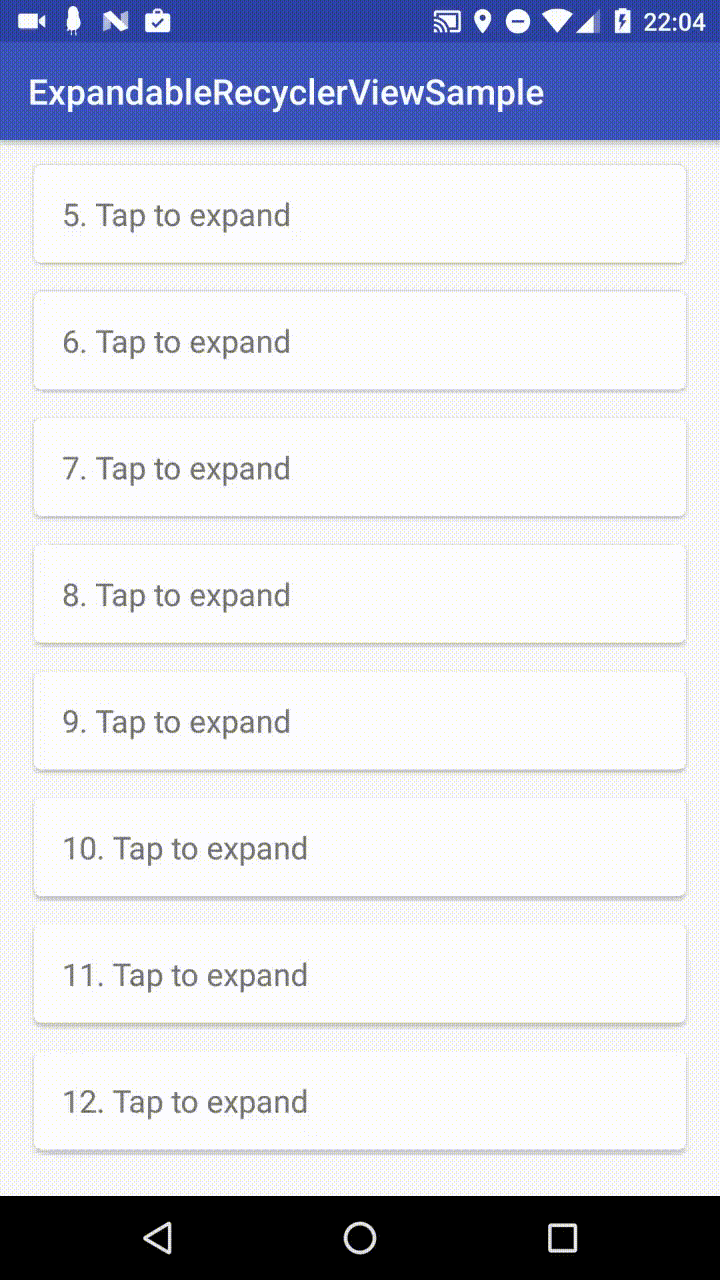 22:04
ExpandableRecyclerViewSample
5. Tap to expand
6. Tap to expand
7. Tap to expand
8. Tap to expand
9. Tap to expand
10. Tap to expand
11. Tap to expand
12. Tap to expand